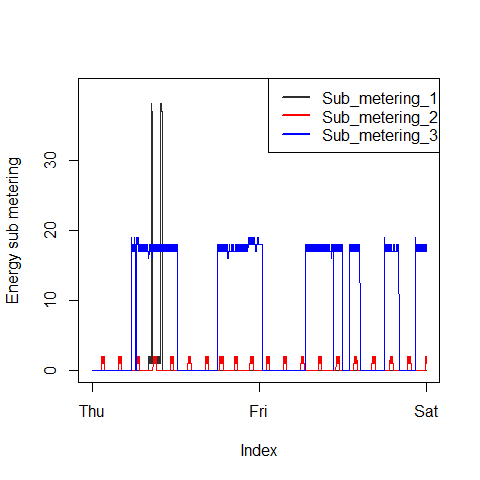 Sub_metering_1
Sub_metering_2
Sub_metering_3
Energy sub metering
30
20
10
0
Thu Fri Sat
Index